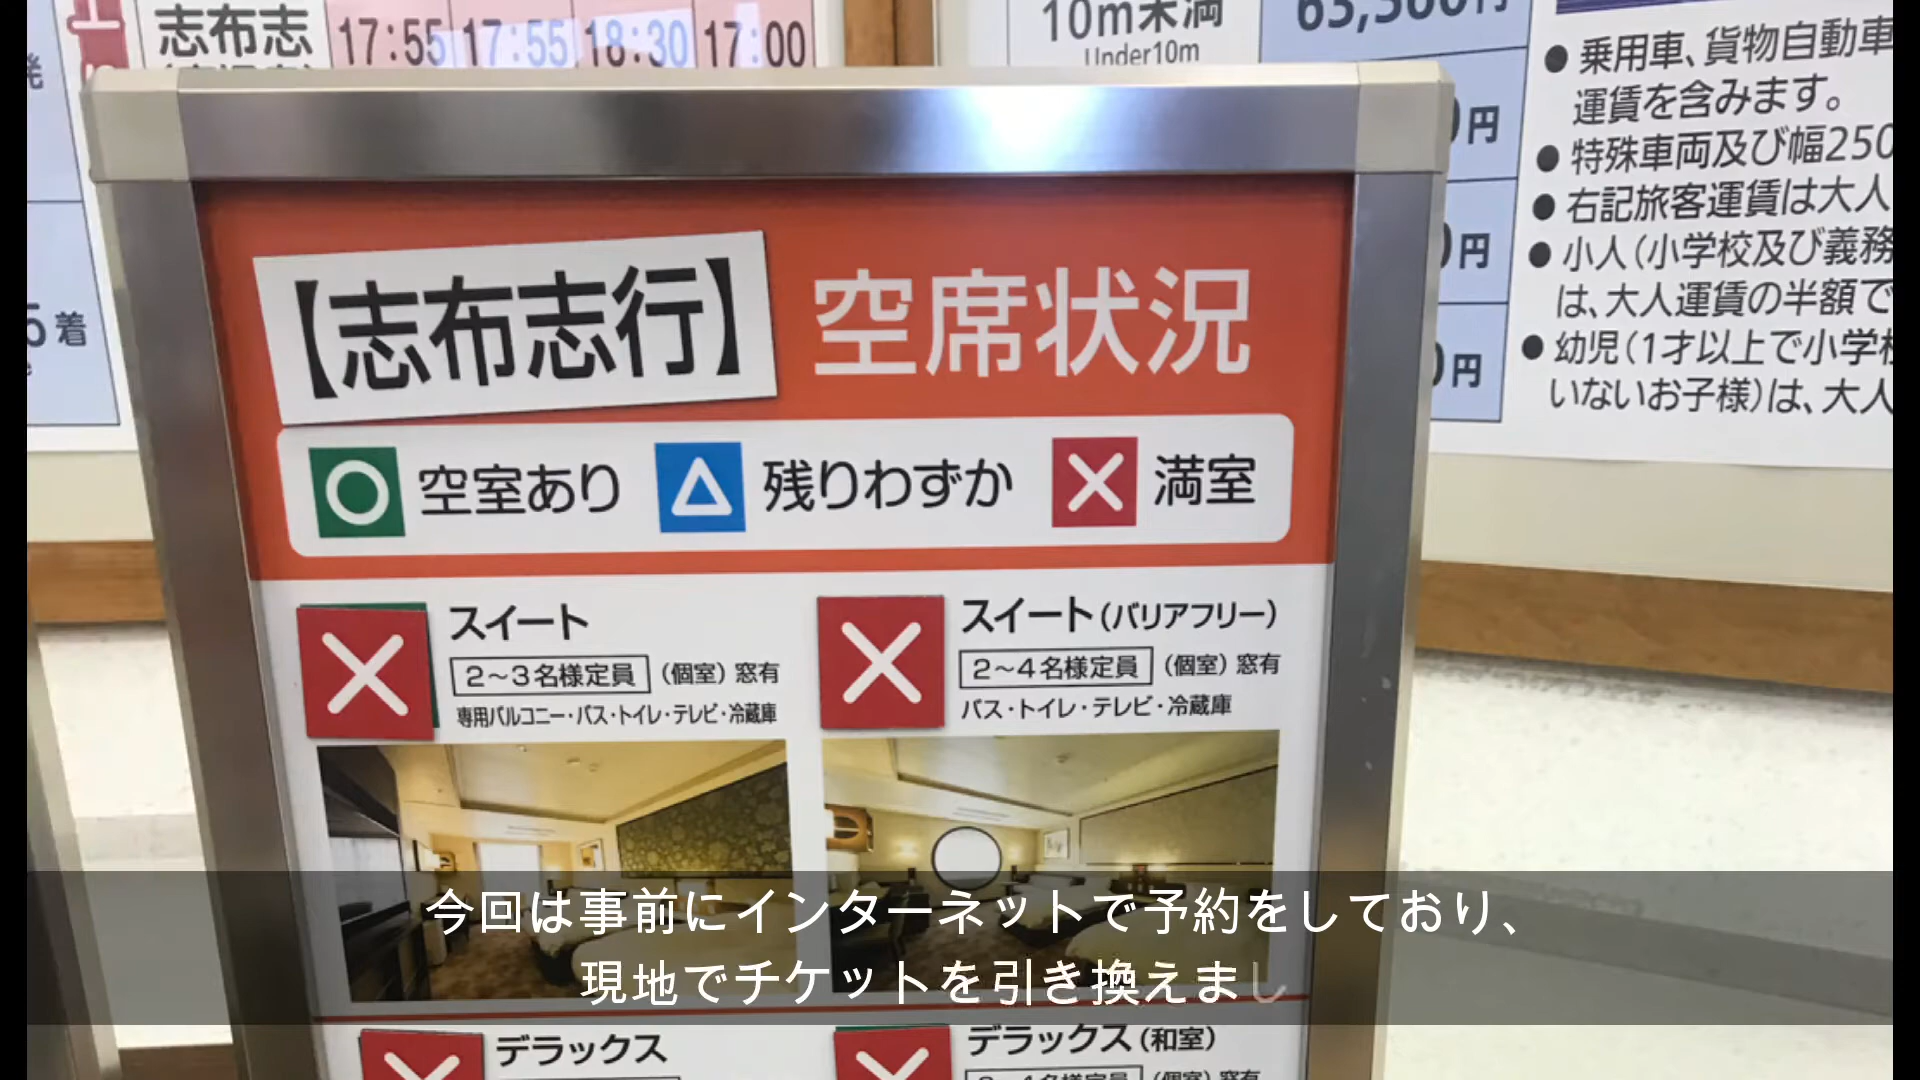 志布志
17:55 17:55 18:30 17:00
発
着
10m未満
Under10m
円
円
円
●乗用車、貨物自動車
運賃を含みます。
●特殊車両及び幅250
●右記旅客運賃は大人
●小人(小学校及び義務
は、大人運賃の半額で
●幼児(1才以上で小学校
いないお子様)は、大人
【志布志行】 空席状況
○ 空室あり △ 残りわずか × 満室
× スイート
2～3名様定員 (個室) 窓有
専用バルコニー・バス・トイレ・テレビ・冷蔵庫
× スイート(バリアフリー)
2～4名様定員 (個室) 窓有
バス・トイレ・テレビ・冷蔵庫
今回は事前にインターネットで予約をしており、
現地でチケットを引き換えまし
× デラックス
× デラックス(和室)
(個室) 窓有